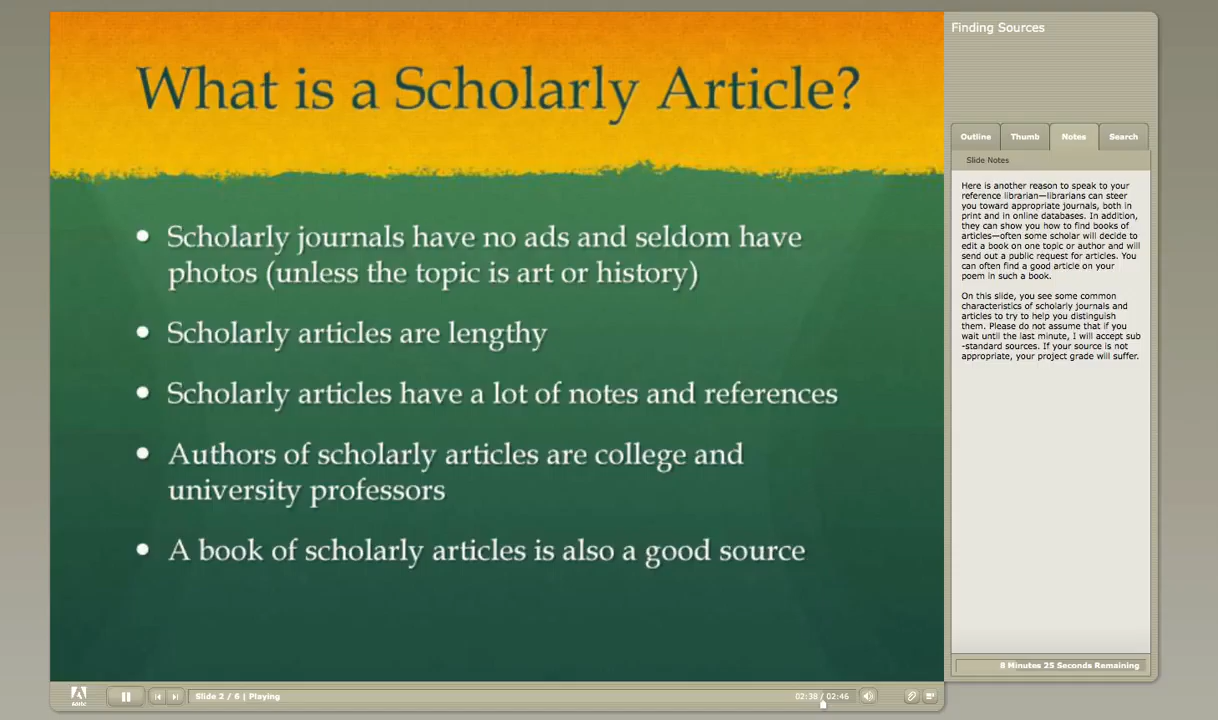 What is a Scholarly Article?
• Scholarly journals have no ads and seldom have
photos (unless the topic is art or history)
• Scholarly articles are lengthy
• Scholarly articles have a lot of notes and references
• Authors of scholarly articles are college and
university professors
• A book of scholarly articles is also a good source
Finding Sources
Outline Thumb Notes Search
Slide Notes
Here is another reason to speak to your
reference librarian—librarians can steer
you toward appropriate journals, both in
print and in online databases. In addition,
they can show you how to find books of
articles—often some scholar will decide to
edit a book on one topic or author and will
send out a public request for articles. You
can often find a good article on your
poem in such a book.
On this slide, you see some common
characteristics of scholarly journals and
articles to try to help you distinguish
them. Please do not assume that if you
wait until the last minute, I will accept sub
-standard sources. If your source is not
appropriate, your project grade will suffer.
8 Minutes 25 Seconds Remaining
Slide 2 / 6 | Playing
02:38 / 02:46